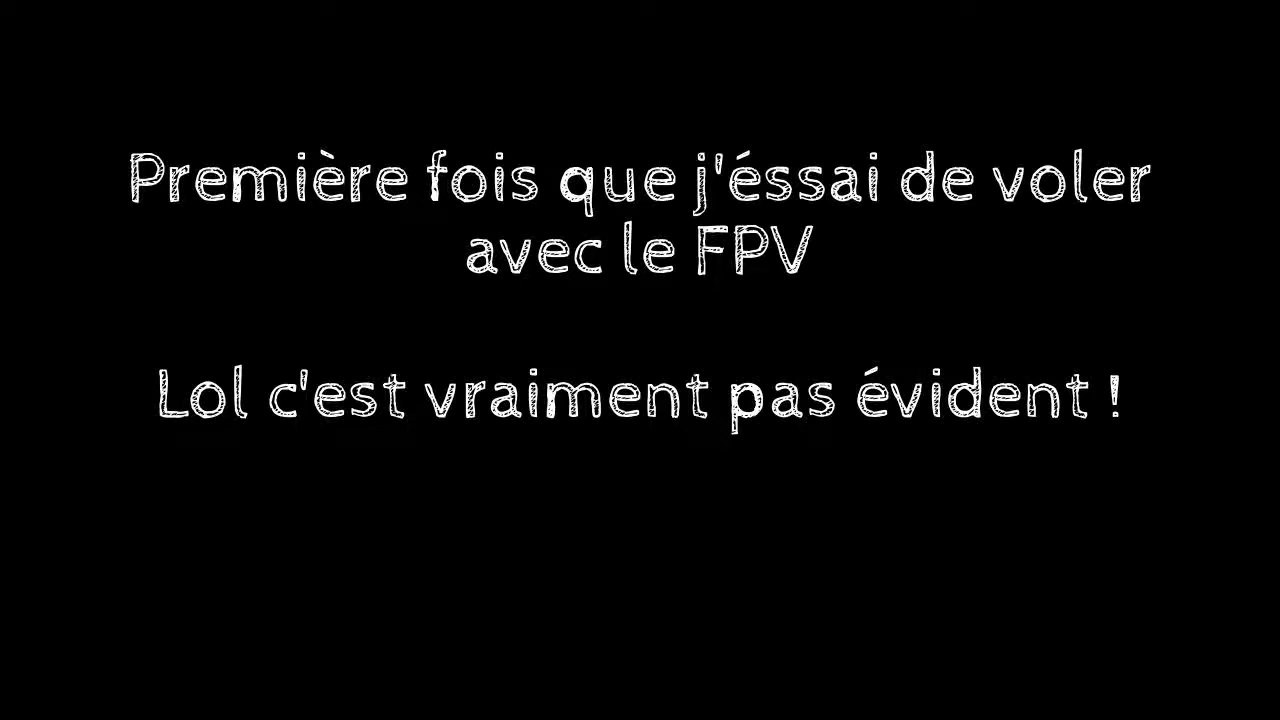 Première fois que j'éssai de voler
avec le FPV
Lol c'est vraiment pas évident !